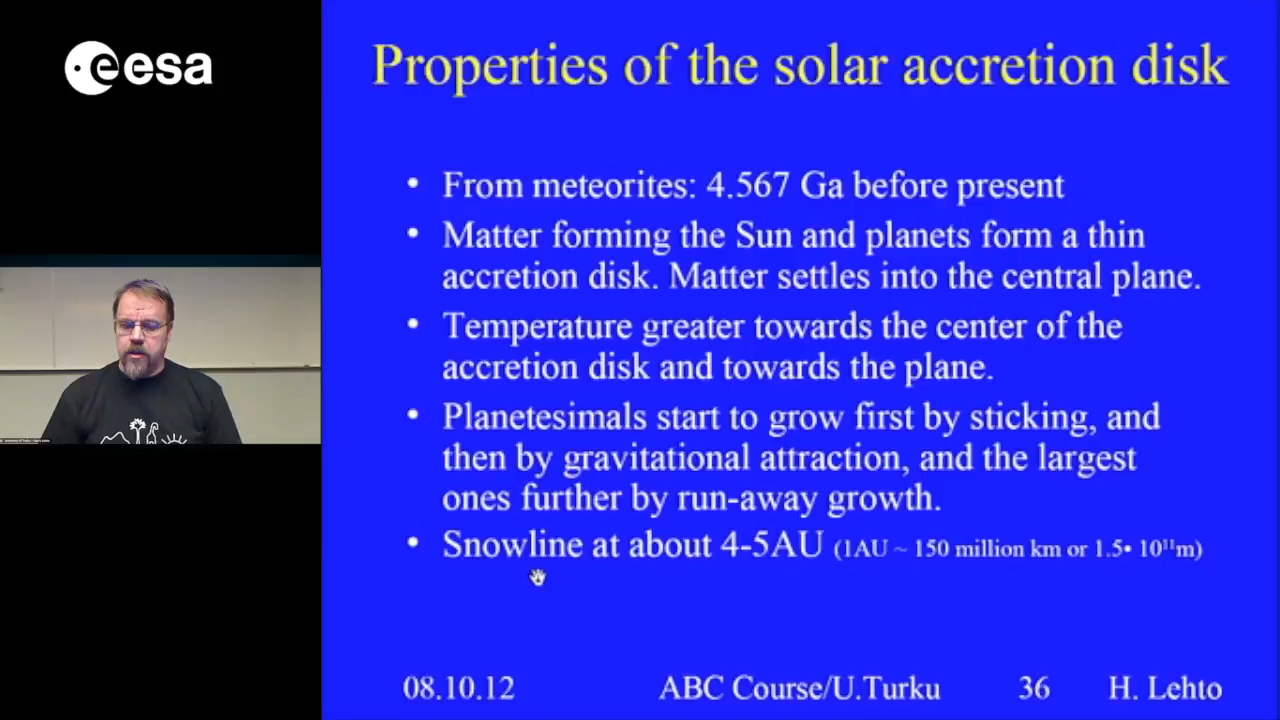 esa
Properties of the solar accretion disk
• From meteorites: 4.567 Ga before present
• Matter forming the Sun and planets form a thin
accretion disk. Matter settles into the central plane.
• Temperature greater towards the center of the
accretion disk and towards the plane.
• Planetesimals start to grow first by sticking, and
then by gravitational attraction, and the largest
ones further by run-away growth.
• Snowline at about 4-5AU (1AU ~ 150 million km or 1.5• 10¹¹m)
08.10.12 ABC Course/U.Turku 36 H. Lehto